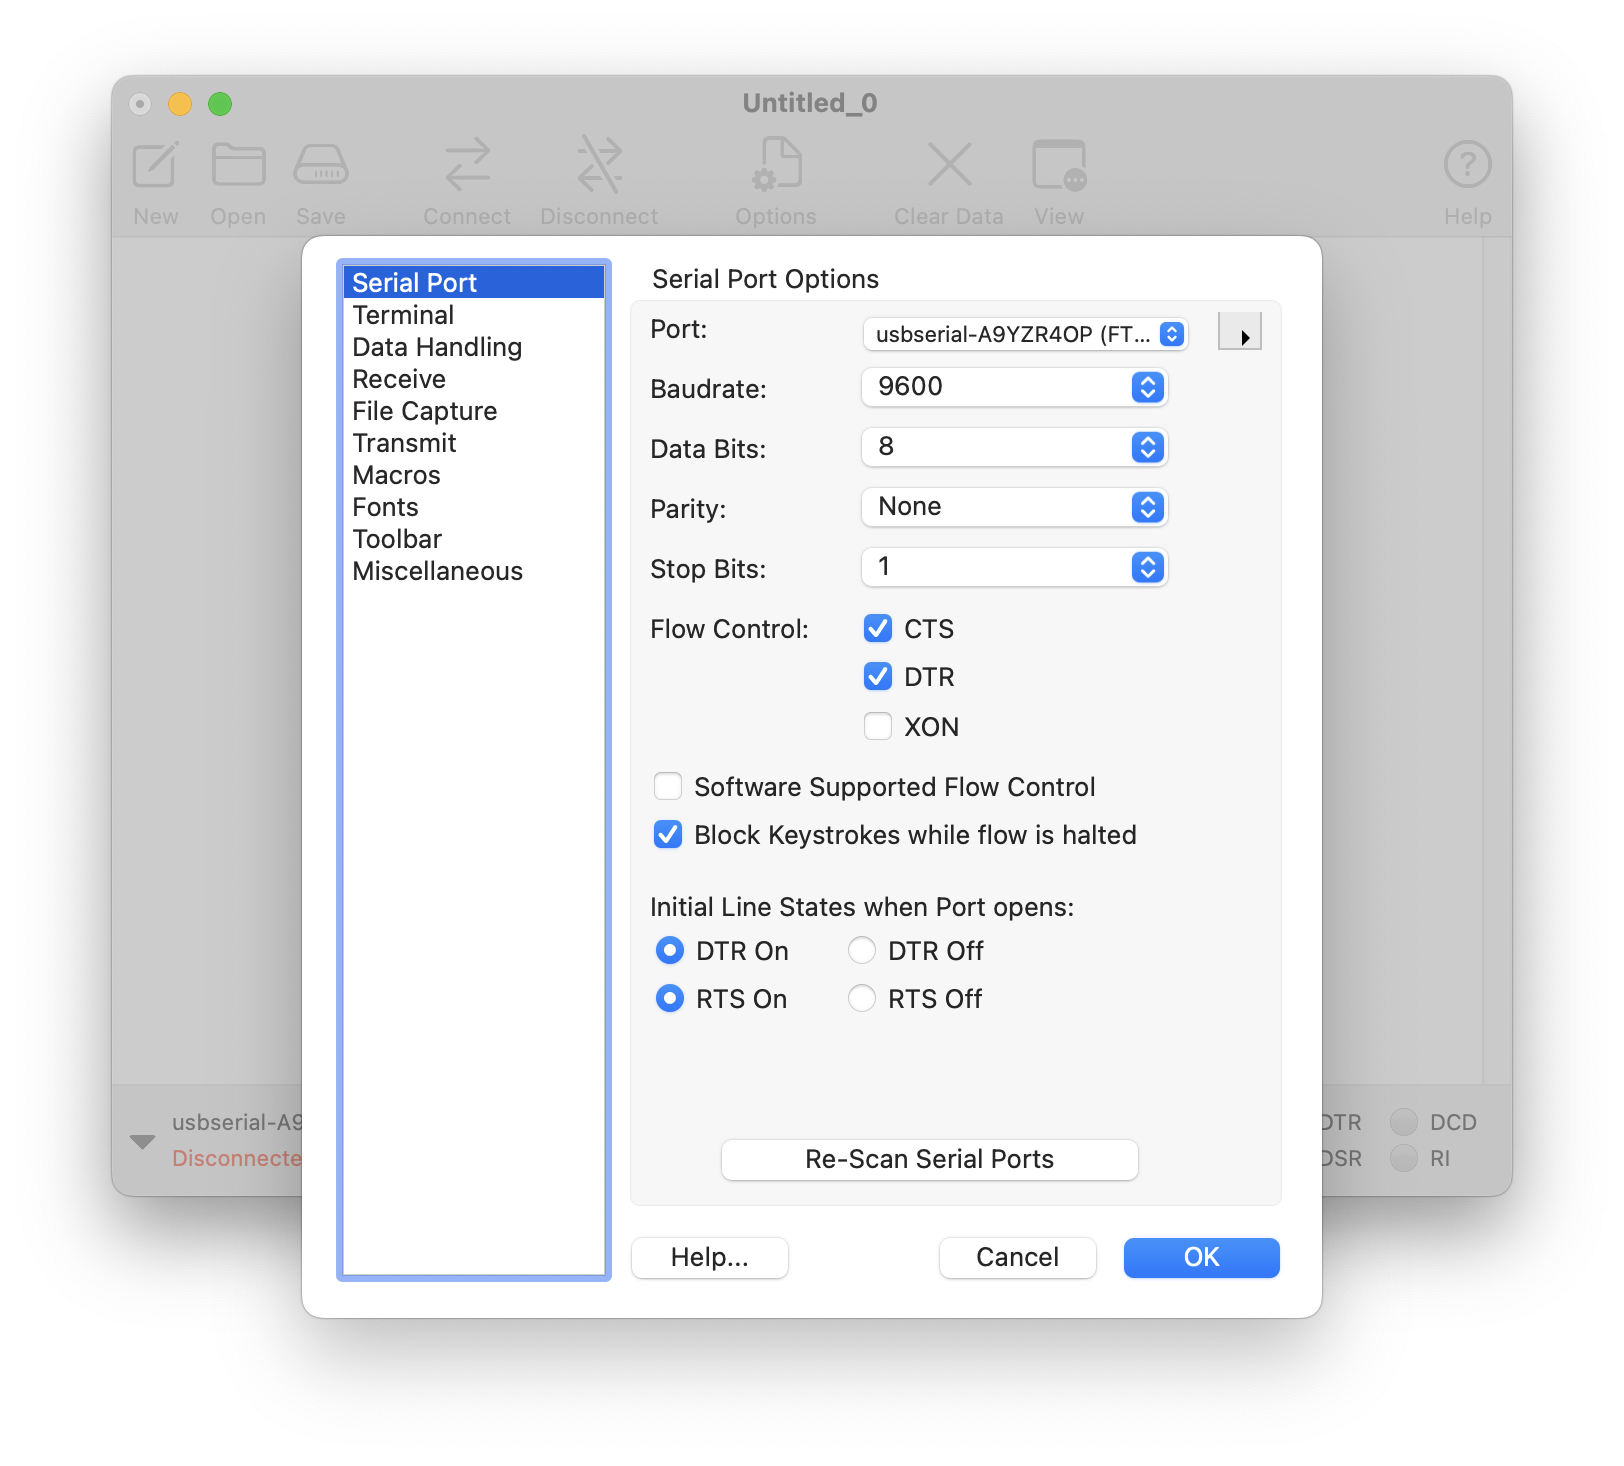 Untitled_0
New Open Save Connect Disconnect Options Clear Data View Help
Serial Port
Terminal
Data Handling
Receive
File Capture
Transmit
Macros
Fonts
Toolbar
Miscellaneous
Serial Port Options
Port: usbserial-A9YZR4OP (FT...
Baudrate: 9600
Data Bits: 8
Parity: None
Stop Bits: 1
Flow Control: CTS
DTR
XON
Software Supported Flow Control
Block Keystrokes while flow is halted
Initial Line States when Port opens:
DTR On DTR Off
RTS On RTS Off
Re-Scan Serial Ports
Help... Cancel OK
usbserial-A9 DTR DCD
Disconnecte DSR RI